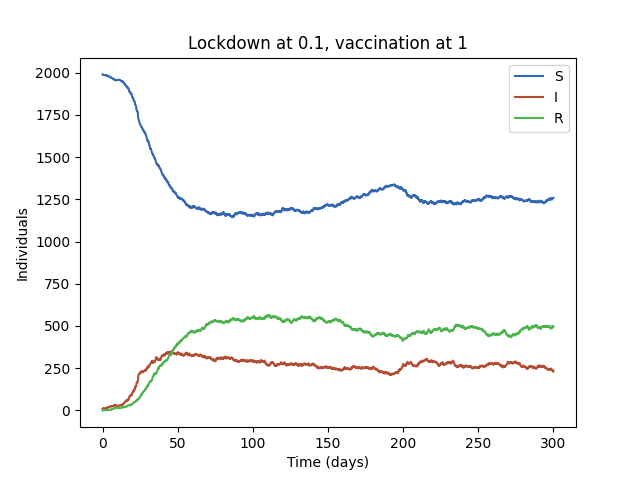 Lockdown at 0.1, vaccination at 1
S
I
R
2000
1750
1500
1250
1000
750
500
250
0
Individuals
0 50 100 150 200 250 300
Time (days)